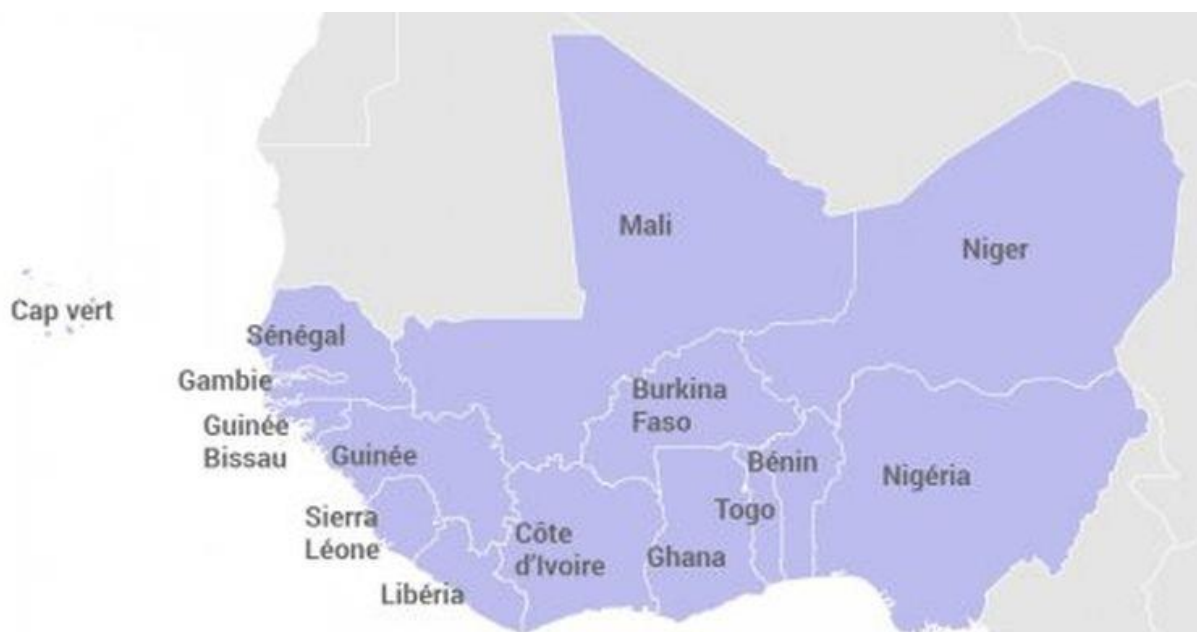 Mali
Niger
Cap vert
Sénégal
Gambie
Burkina
Faso
Guinée
Bissau
Guinée
Bénin
Nigéria
Togo
Sierra
Léone
Côte
d'Ivoire
Ghana
Libéria